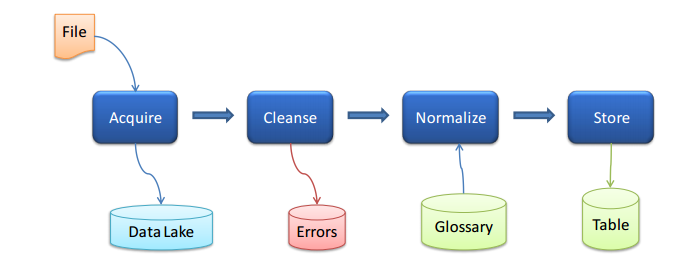 File
Acquire
Cleanse
Normalize
Store
Data Lake
Errors
Glossary
Table